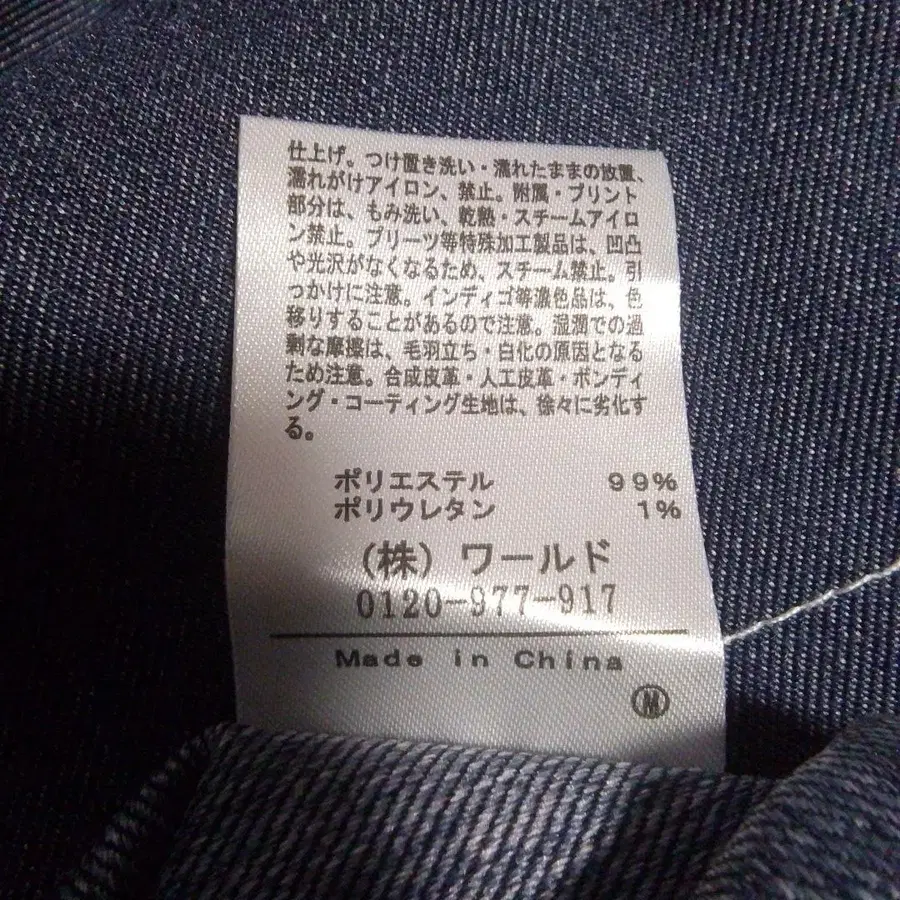 仕上げ。つけ置き洗い・濡れたままの放置、
濡れがけアイロン、禁止。附属・プリント
部分は、もみ洗い、乾熱・スチームアイロ
ン禁止。プリーツ等特殊加工製品は、凹凸
や光沢がなくなるため、スチーム禁止。引
っかけに注意。インディゴ等濃色品は、色
移りすることがあるので注意。湿潤での過
剰な摩擦は、毛羽立ち・白化の原因となる
ため注意。合成皮革・人工皮革・ボンディ
ング・コーティング生地は、徐々に劣化す
る。
ポリエステル 99%
ポリウレタン 1%
(株) ワールド
0120-977-917
Made in China
M